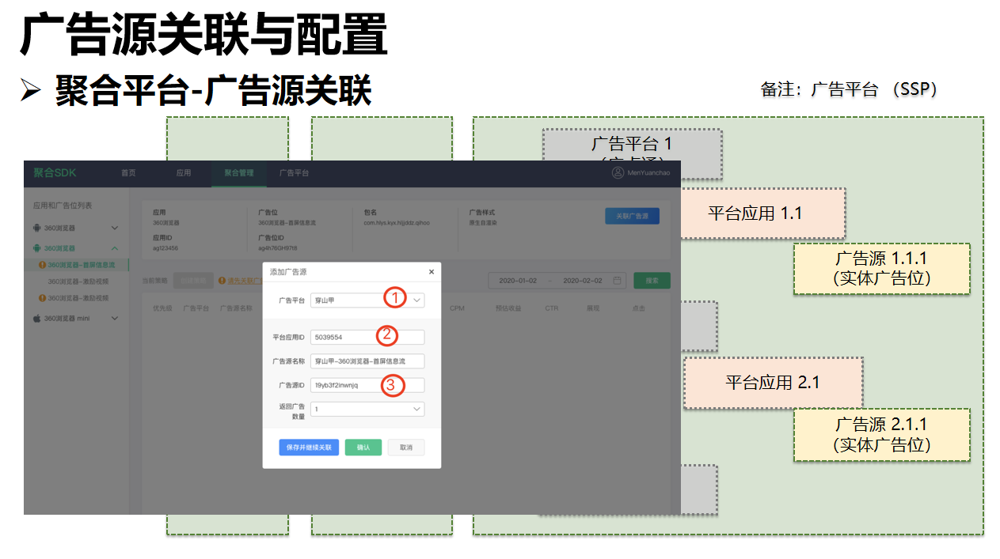 广告源关联与配置
➢ 聚合平台-广告源关联
备注：广告平台 （SSP）
广告平台 1
平台应用 1.1
广告源 1.1.1
（实体广告位）
平台应用 2.1
广告源 2.1.1
（实体广告位）
聚合SDK 首页 应用 聚合管理 广告平台 MenYuanchao
应用和广告位列表
360浏览器
360浏览器
360浏览器-首屏信息流
360浏览器-激励视频
360浏览器-激励视频
360浏览器 mini
应用 广告位 包名 广告样式 关联广告源
360浏览器 360浏览器-首屏信息流 com.hlys.kyx.hljjddz.qihoo 原生自渲染
应用ID 广告位ID
ag123456 ag4h76GH9718
当前策略 2020-01-02 - 2020-02-02 搜索
优先级 广告平台 广告源名称 CPM 预估收益 CTR 展现 点击
添加广告源 ×
广告平台 穿山甲 1
平台应用ID 5039554 2
广告源名称 穿山甲-360浏览器-首屏信息流
广告源ID 19yb3f2inwnjq 3
返回广告
数量 1
保存并继续关联 确认 取消